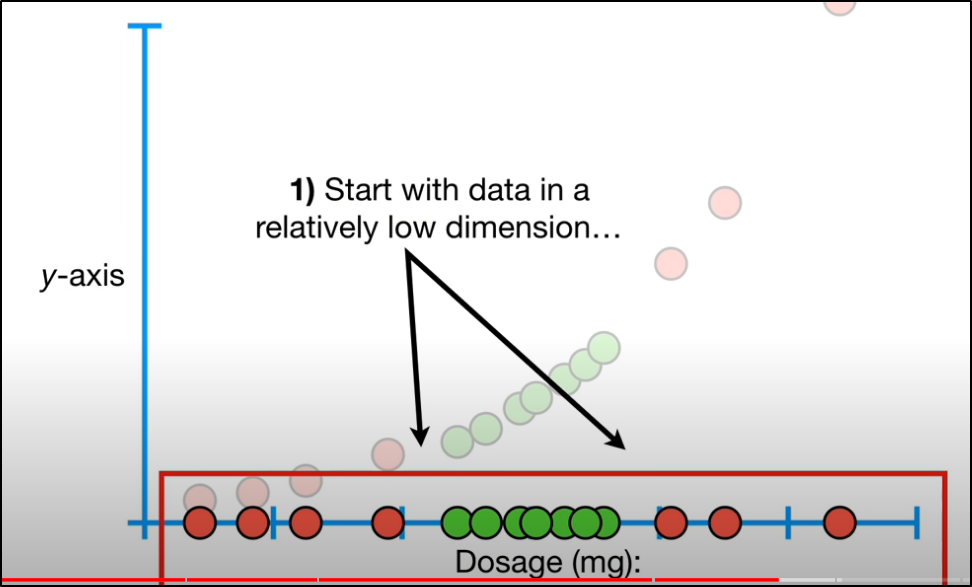 1) Start with data in a
relatively low dimension…
y-axis
Dosage (mg):